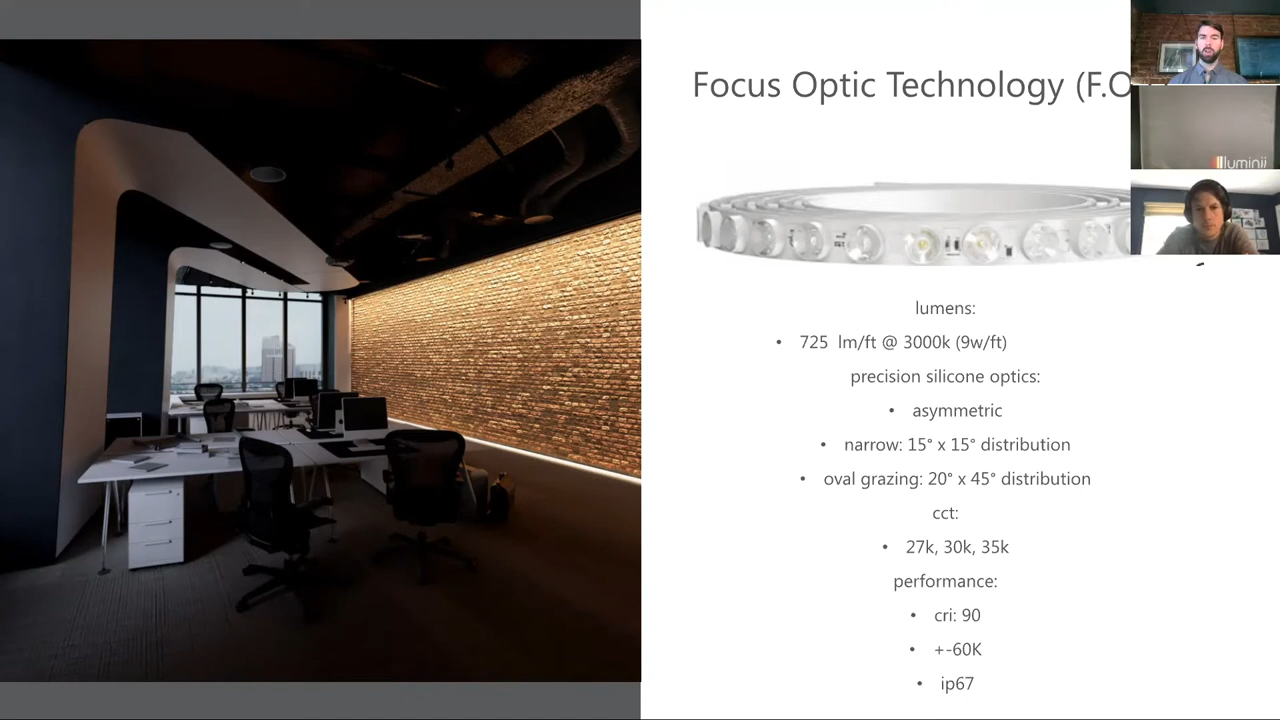 Focus Optic Technology (F.O
luminii
lumens:
• 725 lm/ft @ 3000k (9w/ft)
precision silicone optics:
• asymmetric
• narrow: 15° x 15° distribution
• oval grazing: 20° x 45° distribution
cct:
• 27k, 30k, 35k
performance:
• cri: 90
• +-60K
• ip67